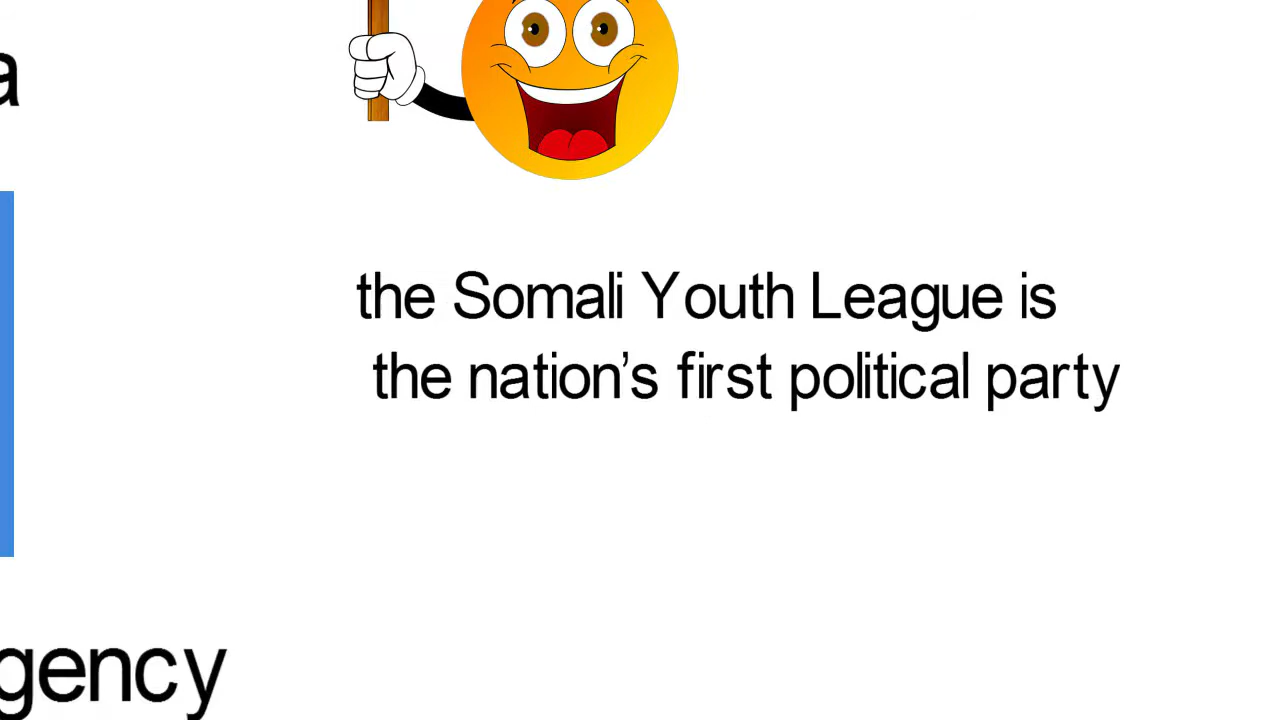 the Somali Youth League is
the nation’s first political party
gency